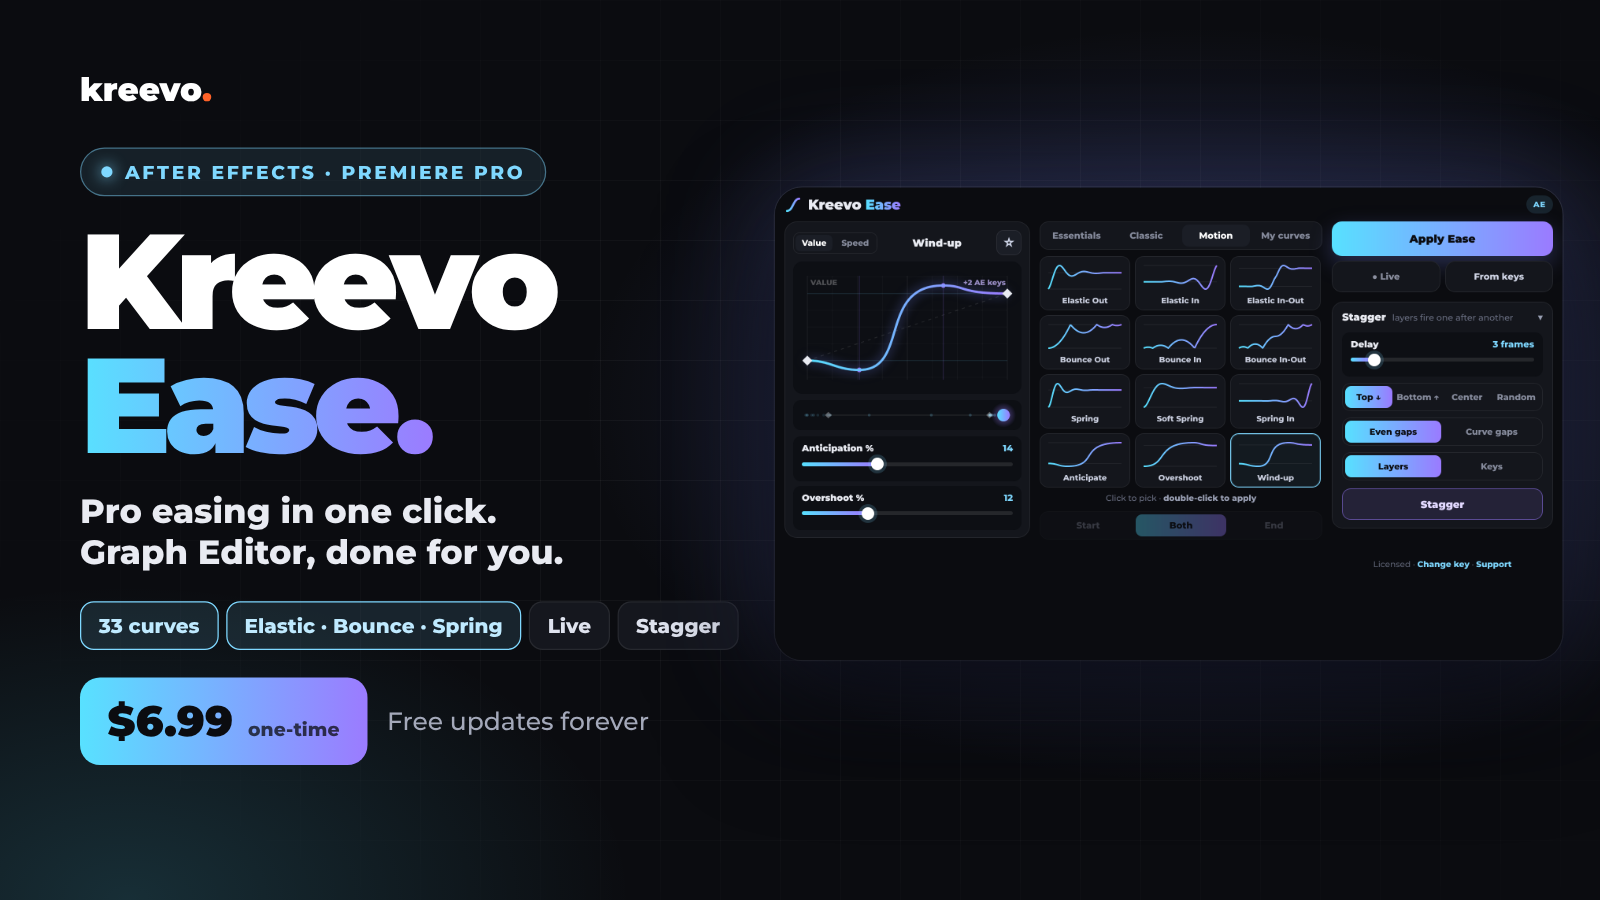 kreevo.
AFTER EFFECTS · PREMIERE PRO
Kreevo
Ease.
Pro easing in one click.
Graph Editor, done for you.
33 curves
Elastic · Bounce · Spring
Live
Stagger
$6.99 one-time
Free updates forever
Kreevo Ease
AE
Value Speed
Wind-up
VALUE
+2 AE keys
Anticipation % 14
Overshoot % 12
Essentials Classic Motion My curves
Elastic Out Elastic In Elastic In-Out
Bounce Out Bounce In Bounce In-Out
Spring Soft Spring Spring In
Anticipate Overshoot Wind-up
Click to pick · double-click to apply
Start Both End
Apply Ease
● Live From keys
Stagger layers fire one after another ▾
Delay 3 frames
Top ↓ Bottom ↑ Center Random
Even gaps Curve gaps
Layers Keys
Stagger
Licensed · Change key · Support